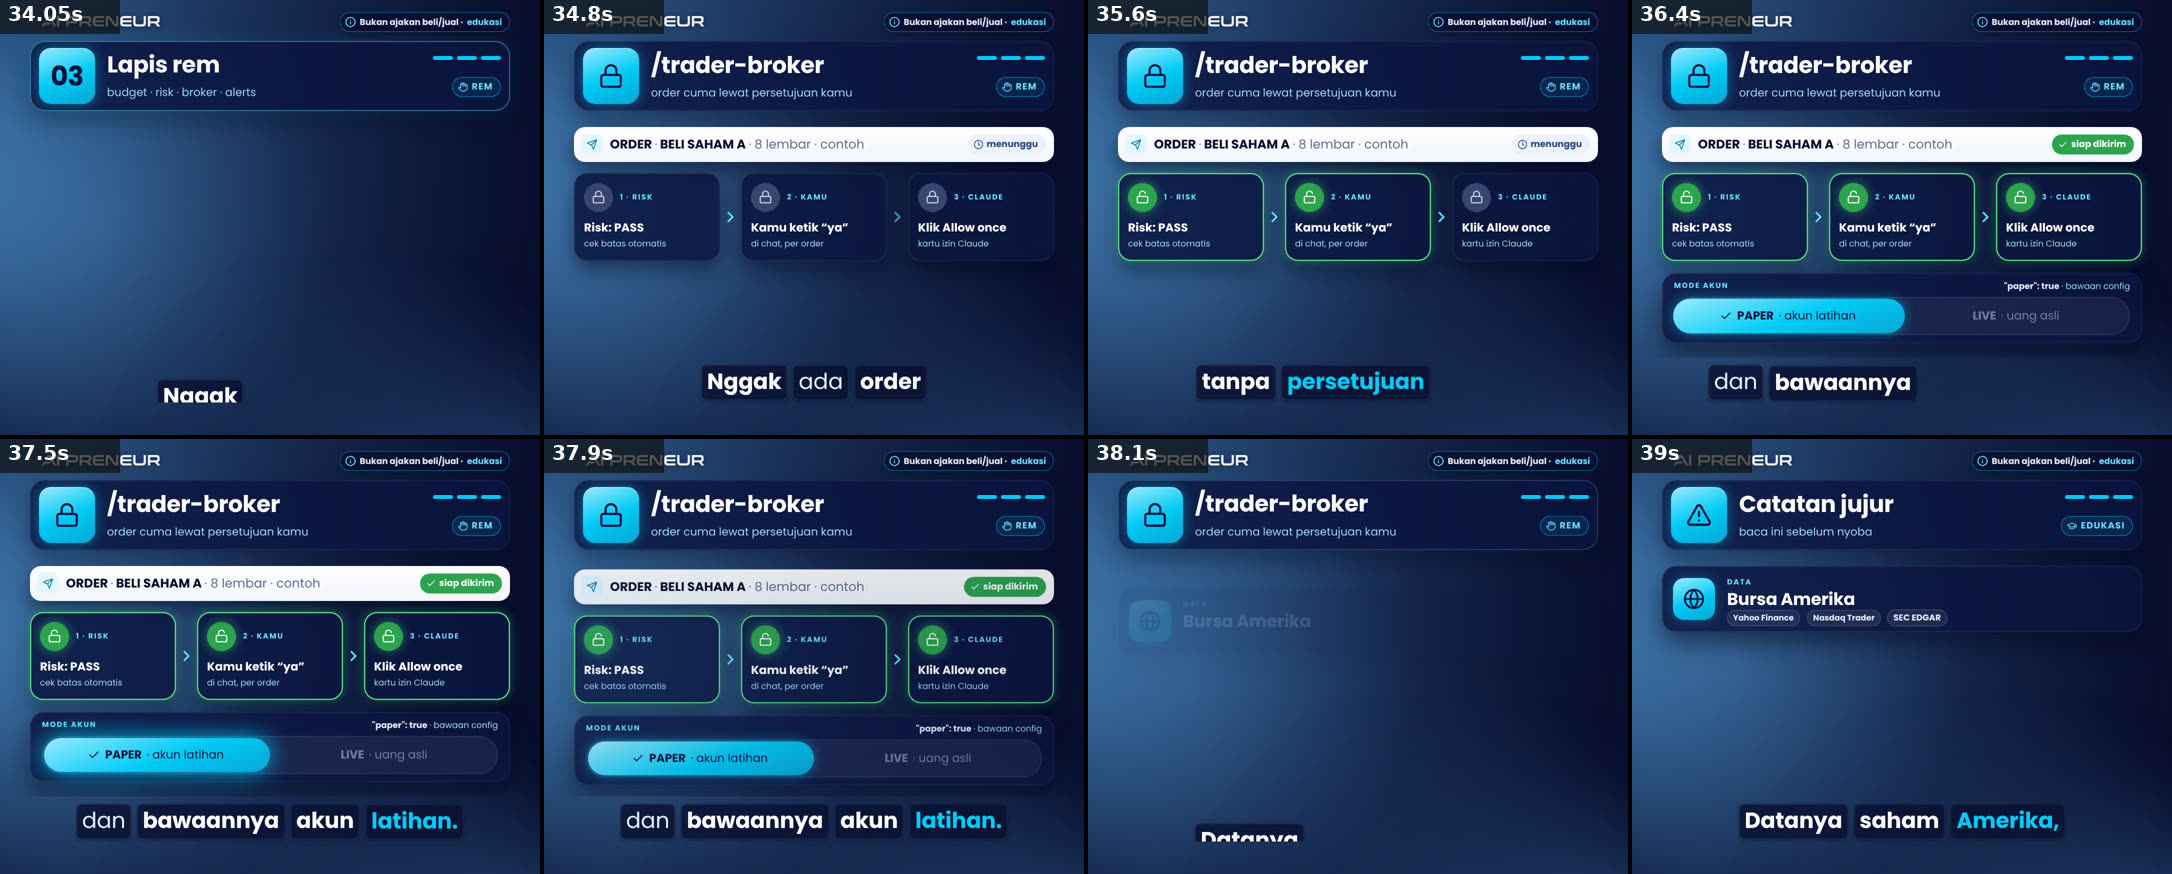 34.05s
AI PRENEUR
Bukan ajakan beli/jual · edukasi
03
Lapis rem
budget · risk · broker · alerts
REM
Nggak
34.8s
AI PRENEUR
Bukan ajakan beli/jual · edukasi
/trader-broker
order cuma lewat persetujuan kamu
REM
ORDER · BELI SAHAM A · 8 lembar · contoh
menunggu
1 · RISK
Risk: PASS
cek batas otomatis
2 · KAMU
Kamu ketik “ya”
di chat, per order
3 · CLAUDE
Klik Allow once
kartu izin Claude
Nggak ada order
35.6s
AI PRENEUR
Bukan ajakan beli/jual · edukasi
/trader-broker
order cuma lewat persetujuan kamu
REM
ORDER · BELI SAHAM A · 8 lembar · contoh
menunggu
1 · RISK
Risk: PASS
cek batas otomatis
2 · KAMU
Kamu ketik “ya”
di chat, per order
3 · CLAUDE
Klik Allow once
kartu izin Claude
tanpa persetujuan
36.4s
AI PRENEUR
Bukan ajakan beli/jual · edukasi
/trader-broker
order cuma lewat persetujuan kamu
REM
ORDER · BELI SAHAM A · 8 lembar · contoh
siap dikirim
1 · RISK
Risk: PASS
cek batas otomatis
2 · KAMU
Kamu ketik “ya”
di chat, per order
3 · CLAUDE
Klik Allow once
kartu izin Claude
MODE AKUN
"paper": true · bawaan config
PAPER · akun latihan
LIVE · uang asli
dan bawaannya
37.5s
AI PRENEUR
Bukan ajakan beli/jual · edukasi
/trader-broker
order cuma lewat persetujuan kamu
REM
ORDER · BELI SAHAM A · 8 lembar · contoh
siap dikirim
1 · RISK
Risk: PASS
cek batas otomatis
2 · KAMU
Kamu ketik “ya”
di chat, per order
3 · CLAUDE
Klik Allow once
kartu izin Claude
MODE AKUN
"paper": true · bawaan config
PAPER · akun latihan
LIVE · uang asli
dan bawaannya akun latihan.
37.9s
AI PRENEUR
Bukan ajakan beli/jual · edukasi
/trader-broker
order cuma lewat persetujuan kamu
REM
ORDER · BELI SAHAM A · 8 lembar · contoh
siap dikirim
1 · RISK
Risk: PASS
cek batas otomatis
2 · KAMU
Kamu ketik “ya”
di chat, per order
3 · CLAUDE
Klik Allow once
kartu izin Claude
MODE AKUN
"paper": true · bawaan config
PAPER · akun latihan
LIVE · uang asli
dan bawaannya akun latihan.
38.1s
AI PRENEUR
Bukan ajakan beli/jual · edukasi
/trader-broker
order cuma lewat persetujuan kamu
REM
DATA
Bursa Amerika
Datanya
39s
AI PRENEUR
Bukan ajakan beli/jual · edukasi
Catatan jujur
baca ini sebelum nyoba
EDUKASI
DATA
Bursa Amerika
Yahoo Finance
Nasdaq Trader
SEC EDGAR
Datanya saham Amerika,